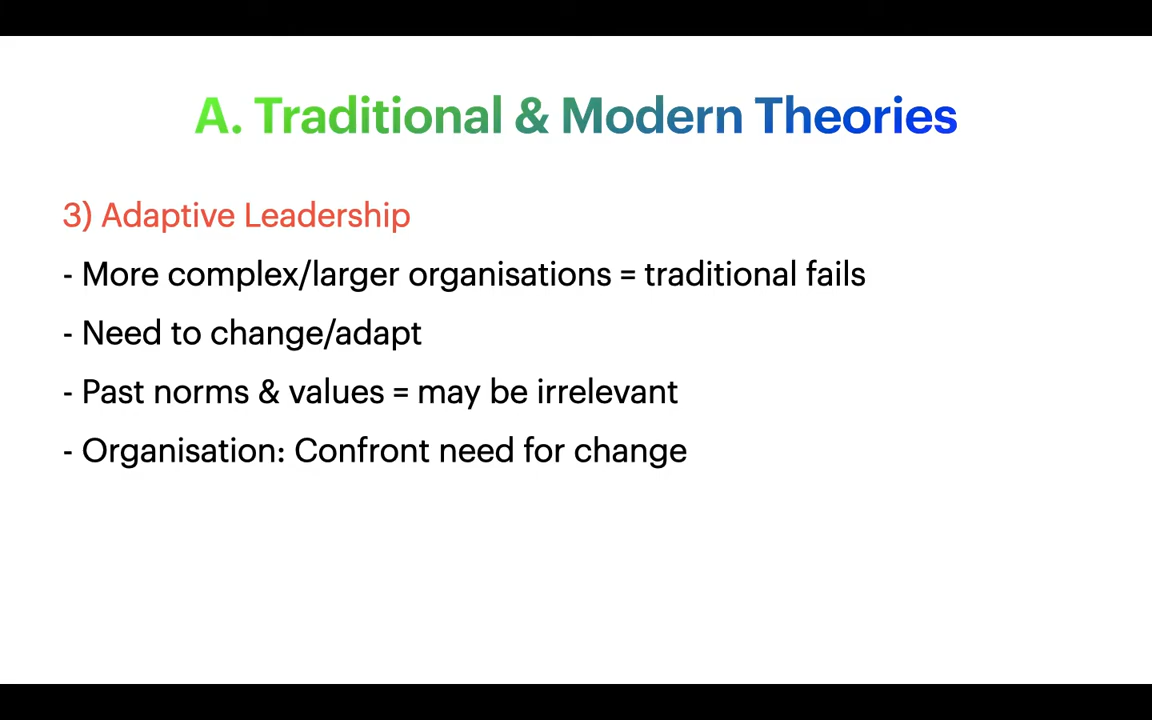 A. Traditional & Modern Theories
3) Adaptive Leadership
- More complex/larger organisations = traditional fails
- Need to change/adapt
- Past norms & values = may be irrelevant
- Organisation: Confront need for change